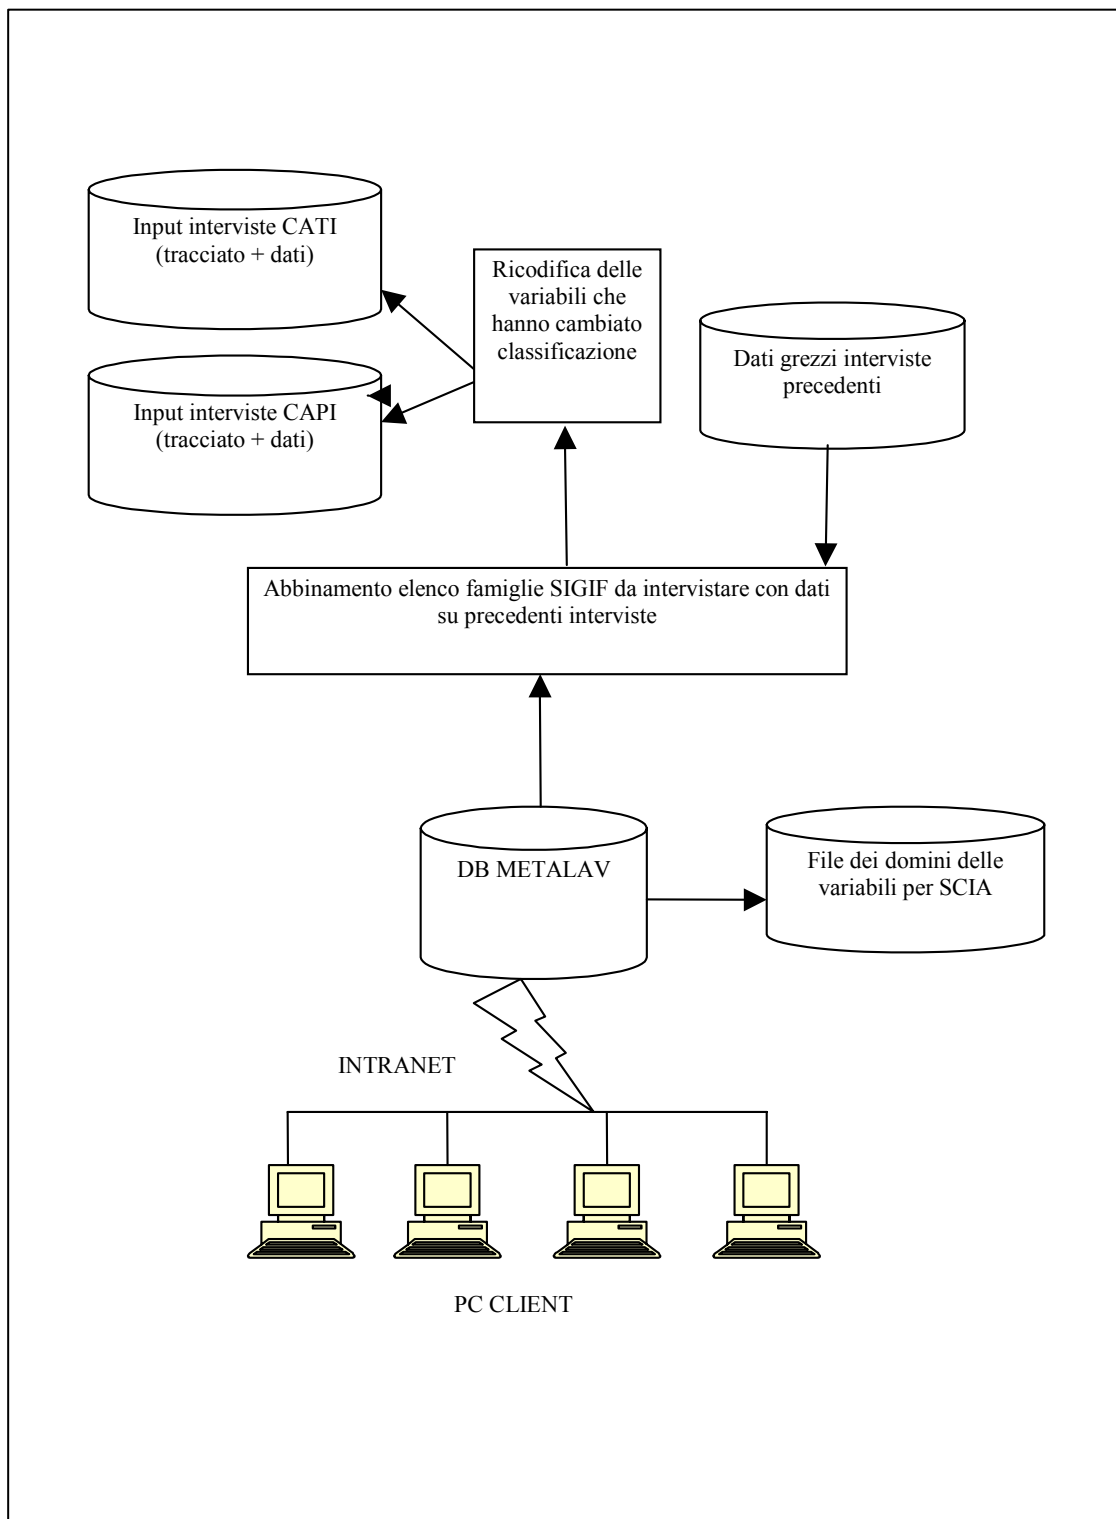 Input interviste CATI
(tracciato + dati)
Ricodifica delle
variabili che
hanno cambiato
classificazione
Dati grezzi interviste
precedenti
Input interviste CAPI
(tracciato + dati)
Abbinamento elenco famiglie SIGIF da intervistare con dati
su precedenti interviste
DB METALAV
File dei domini delle
variabili per SCIA
INTRANET
PC CLIENT